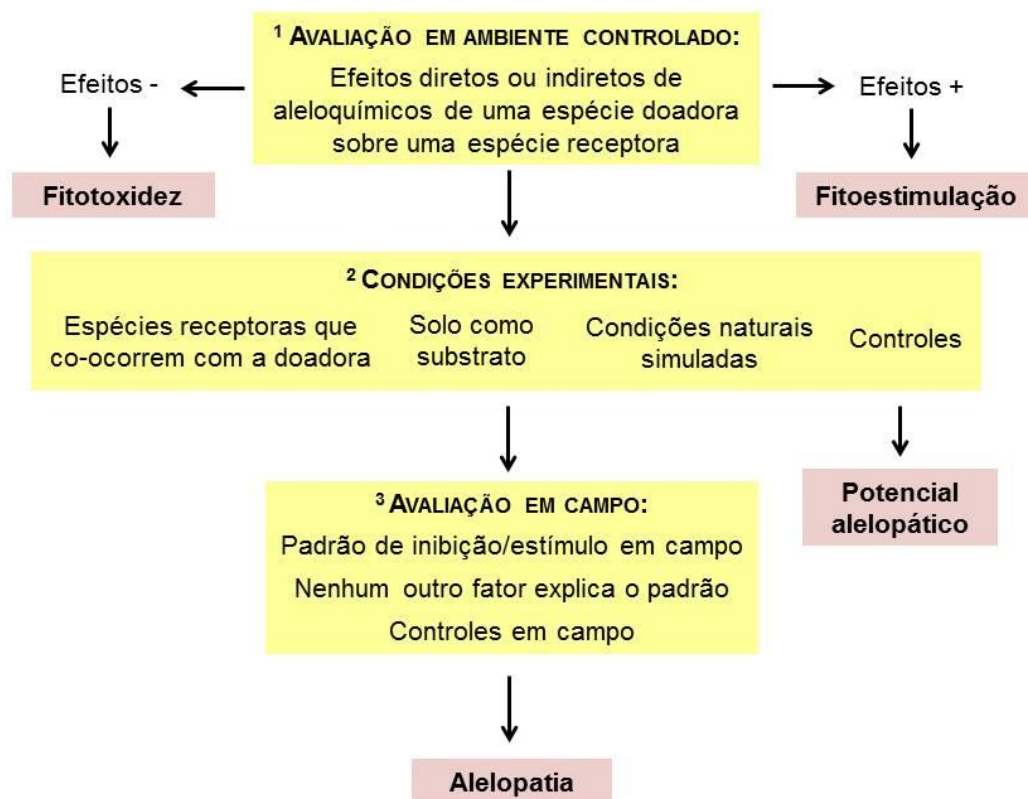 ¹ AVALIAÇÃO EM AMBIENTE CONTROLADO:
Efeitos diretos ou indiretos de
aleloquímicos de uma espécie doadora
sobre uma espécie receptora
Efeitos -
Efeitos +
Fitotoxidez
Fitoestimulação
² CONDIÇÕES EXPERIMENTAIS:
Espécies receptoras que
co-ocorrem com a doadora
Solo como
substrato
Condições naturais
simuladas
Controles
Potencial
alelopático
³ AVALIAÇÃO EM CAMPO:
Padrão de inibição/estímulo em campo
Nenhum outro fator explica o padrão
Controles em campo
Alelopatia